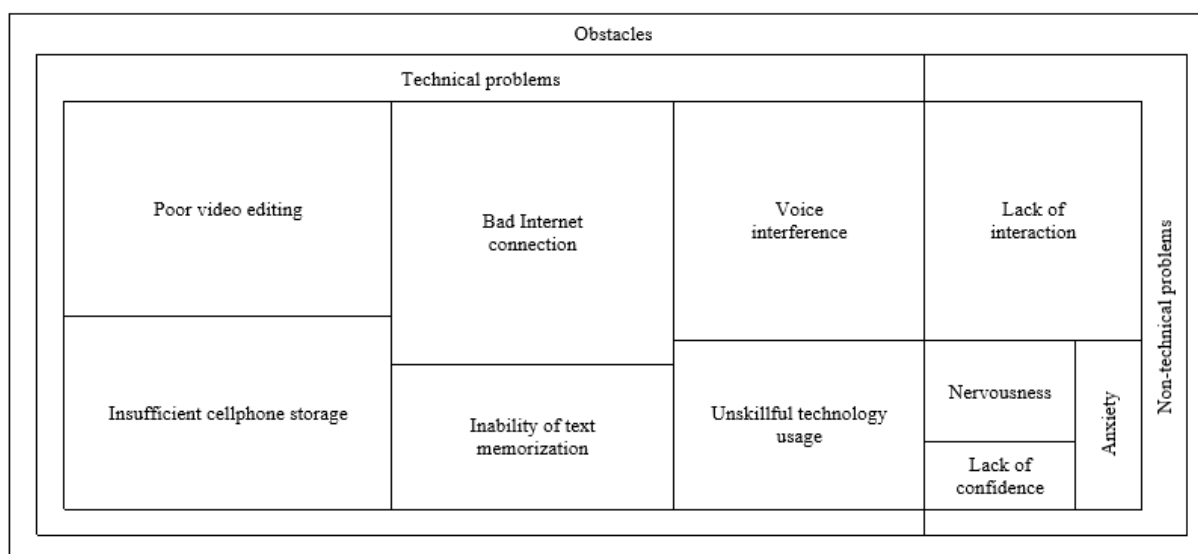 Obstacles
Technical problems
Poor video editing
Bad Internet
connection
Voice
interference
Lack of
interaction
Insufficient cellphone storage
Inability of text
memorization
Unskillful technology
usage
Nervousness
Lack of
confidence
Anxiety
Non-technical problems